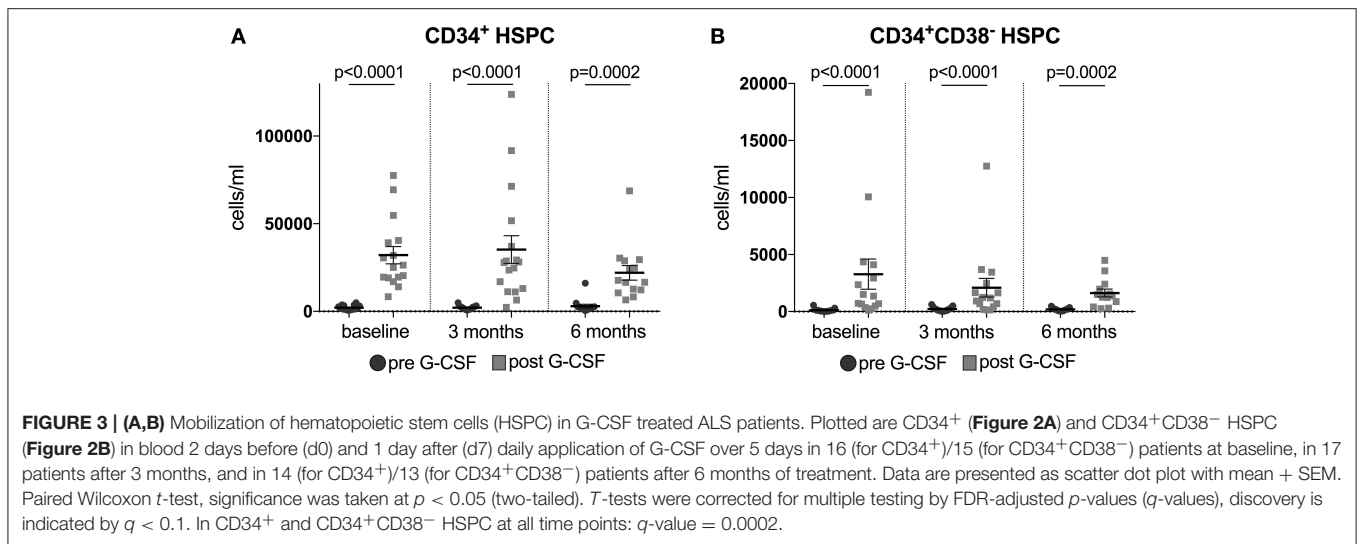 A CD34+ HSPC
p<0.0001 p<0.0001 p=0.0002
cells/ml
100000
50000
0
baseline 3 months 6 months
pre G-CSF post G-CSF
B CD34+CD38- HSPC
p<0.0001 p<0.0001 p=0.0002
cells/ml
20000
15000
10000
5000
0
baseline 3 months 6 months
pre G-CSF post G-CSF
FIGURE 3 | (A,B) Mobilization of hematopoietic stem cells (HSPC) in G-CSF treated ALS patients. Plotted are CD34+ (Figure 2A) and CD34+CD38− HSPC
(Figure 2B) in blood 2 days before (d0) and 1 day after (d7) daily application of G-CSF over 5 days in 16 (for CD34+)/15 (for CD34+CD38−) patients at baseline, in 17
patients after 3 months, and in 14 (for CD34+)/13 (for CD34+CD38−) patients after 6 months of treatment. Data are presented as scatter dot plot with mean + SEM.
Paired Wilcoxon t-test, significance was taken at p < 0.05 (two-tailed). T-tests were corrected for multiple testing by FDR-adjusted p-values (q-values), discovery is
indicated by q < 0.1. In CD34+ and CD34+CD38− HSPC at all time points: q-value = 0.0002.